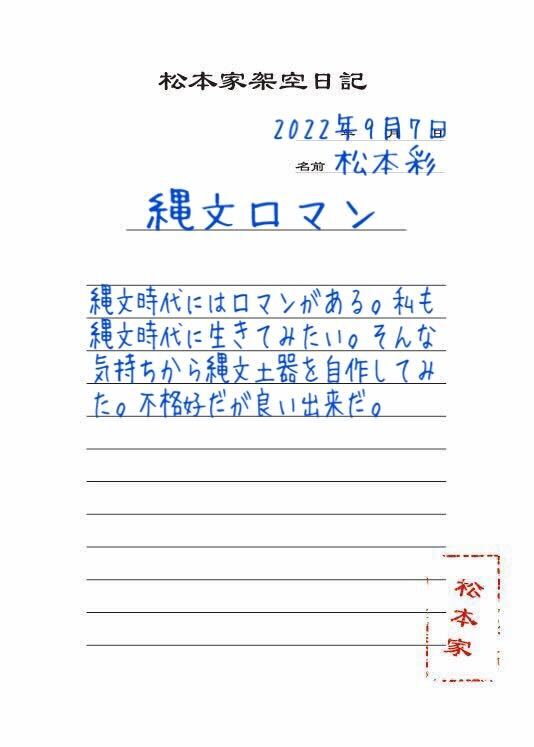 松本家架空日記
2022年9月7日
名前 松本彩
縄文ロマン
縄文時代にはロマンがある。私も
縄文時代に生きてみたい。そんな
気持ちから縄文土器を自作してみ
た。不格好だが良い出来だ。
松本家